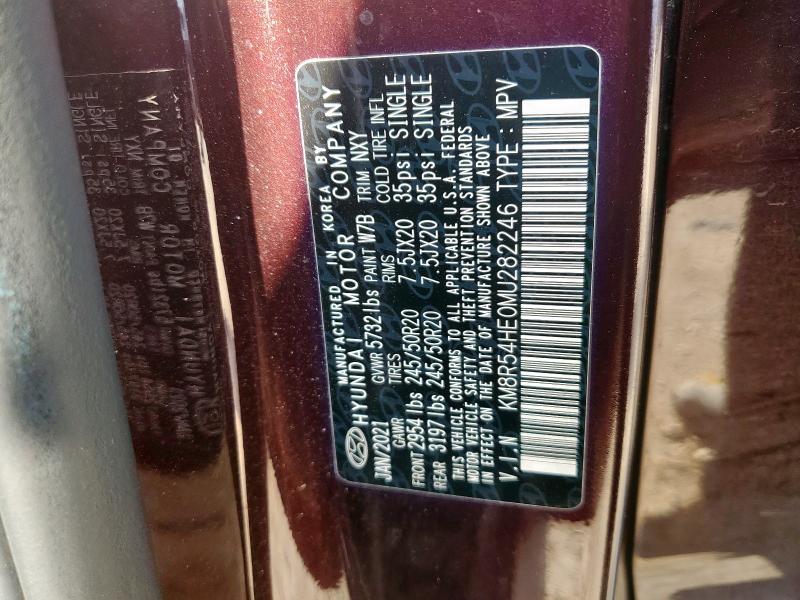 MANUFACTURED IN KOREA BY
HYUNDAI MOTOR COMPANY
JAN/2021 GVWR 5732lbs PAINT W7B TRIM NXY
GAWR TIRES RIMS COLD TIRE INFL
FRONT 2954 lbs 245/50R20 7.5JX20 35psi SINGLE
REAR 3197 lbs 245/50R20 7.5JX20 35psi SINGLE
THIS VEHICLE CONFORMS TO ALL APPLICABLE U.S.A. FEDERAL
MOTOR VEHICLE SAFETY AND THEFT PREVENTION STANDARDS
IN EFFECT ON THE DATE OF MANUFACTURE SHOWN ABOVE
V.I.N KM8R54HE0MU282246 TYPE : MPV